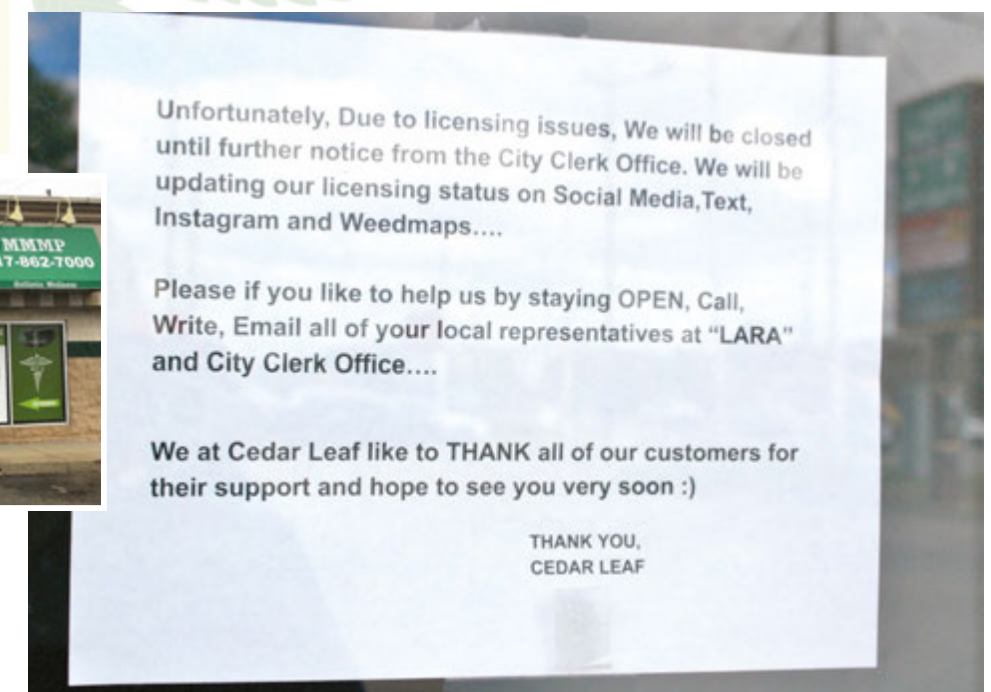 MMMP
17-862-7000
Unfortunately, Due to licensing issues, We will be closed
until further notice from the City Clerk Office. We will be
updating our licensing status on Social Media,Text,
Instagram and Weedmaps....
Please if you like to help us by staying OPEN, Call,
Write, Email all of your local representatives at “LARA”
and City Clerk Office....
We at Cedar Leaf like to THANK all of our customers for
their support and hope to see you very soon :)
THANK YOU,
CEDAR LEAF